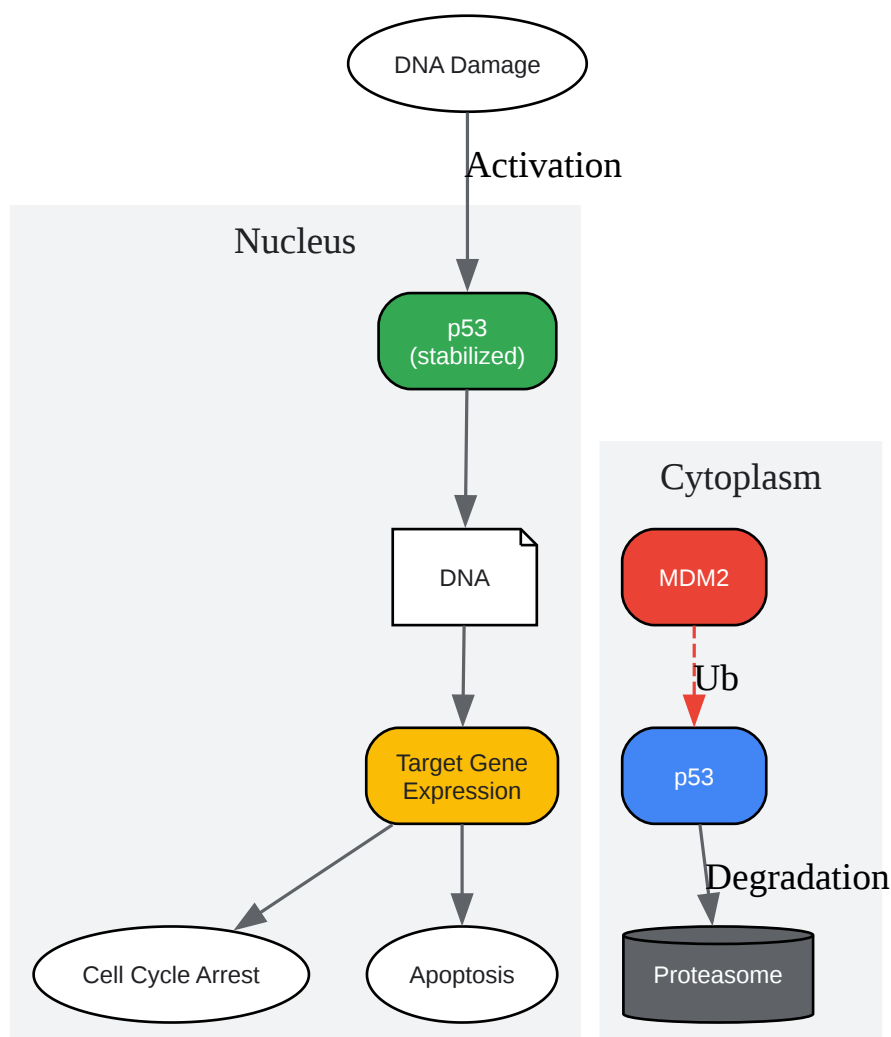 DNA Damage
Activation
Nucleus
p53
(stabilized)
Cytoplasm
DNA
MDM2
Ub
Target Gene
Expression
p53
Degradation
Cell Cycle Arrest
Apoptosis
Proteasome